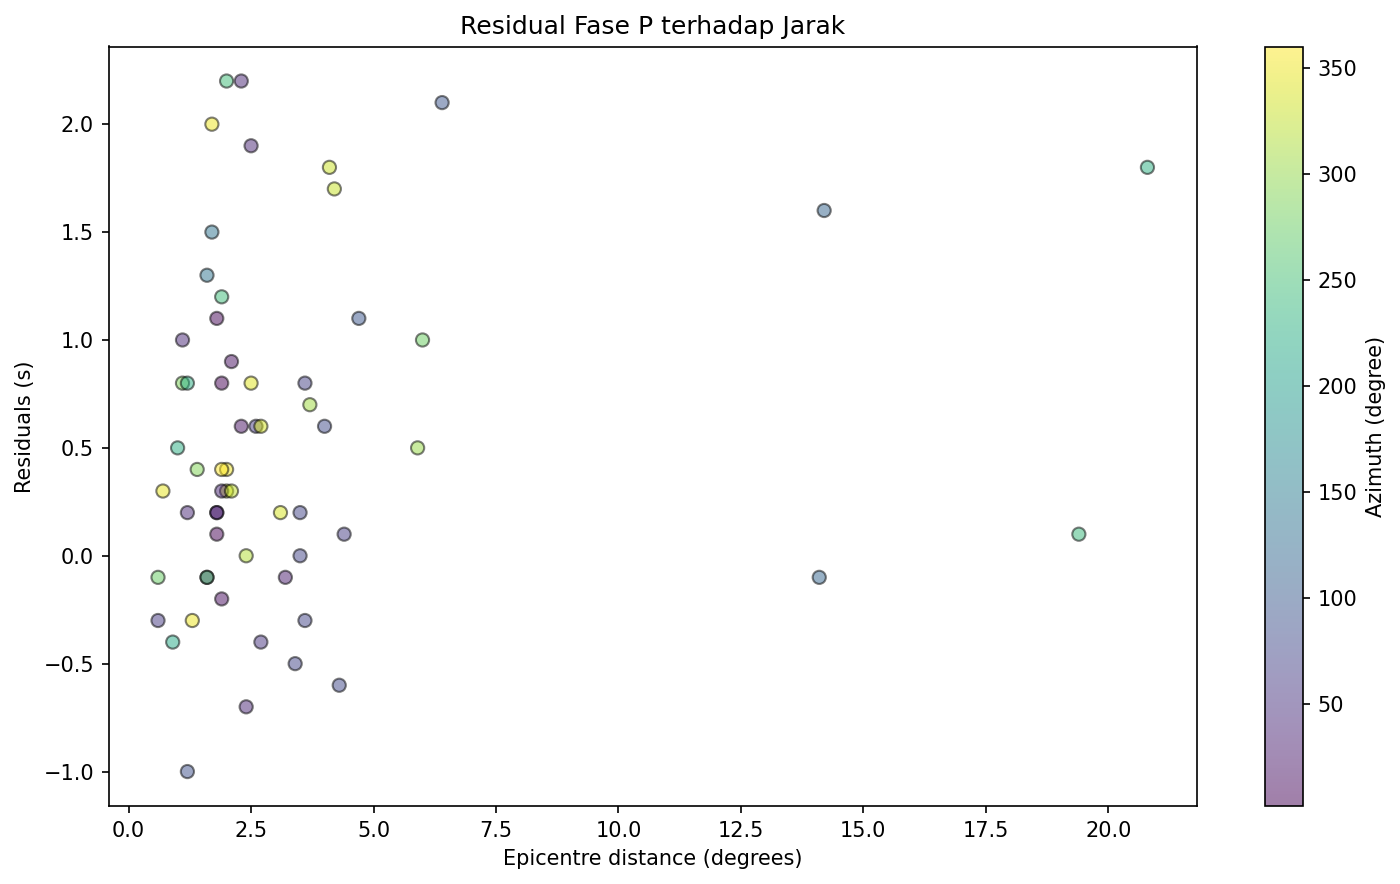 Residual Fase P terhadap Jarak
Residuals (s)
2.0
1.5
1.0
0.5
0.0
−0.5
−1.0
0.0 2.5 5.0 7.5 10.0 12.5 15.0 17.5 20.0
Epicentre distance (degrees)
350
300
250
200
150
100
50
Azimuth (degree)